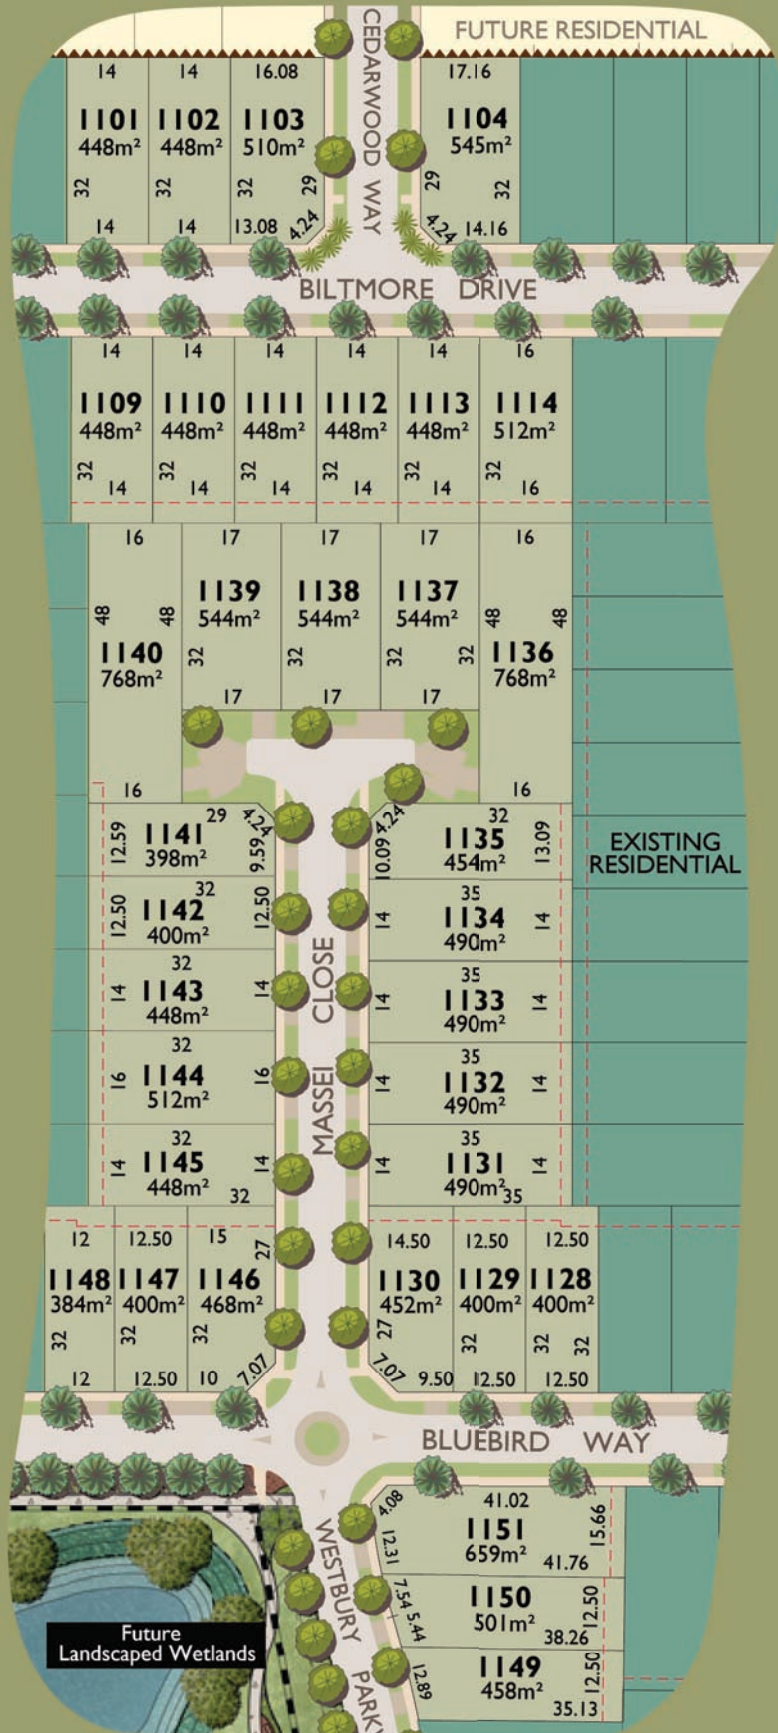 FUTURE RESIDENTIAL
CEDARWOOD WAY
14 14 16.08 17.16
1101 1102 1103 1104
448m² 448m² 510m² 545m²
32 32 32 29 29 32
14 14 13.08 4.24 4.24 14.16
BILTMORE DRIVE
14 14 14 14 14 16
1109 1110 1111 1112 1113 1114
448m² 448m² 448m² 448m² 448m² 512m²
32 32 32 32 32 32
14 14 14 14 14 16
16 17 17 17 16
1139 1138 1137
544m² 544m² 544m²
48 48 48 48
1140 32 32 32 32 1136
768m² 768m²
17 17 17
16 16
29 4.24 4.24 32
12.59 1141 9.59 10.09 1135 13.09
398m² 454m²
EXISTING
RESIDENTIAL
32 35
12.50 1142 12.50 14 1134 14
400m² 490m²
32 35
14 1143 14 14 1133 14
448m² 490m²
MASSEI CLOSE
32 35
16 1144 16 14 1132 14
512m² 490m²
32 35
14 1145 14 14 1131 14
448m² 490m²
32 35
12 12.50 15 27 14.50 12.50 12.50
1148 1147 1146 1130 1129 1128
384m² 400m² 468m² 452m² 400m² 400m²
32 32 32 27 32 32 32
12 12.50 10 7.07 7.07 9.50 12.50 12.50
BLUEBIRD WAY
4.08 41.02
1151 15.66
12.31 659m² 41.76
WESTBURY PARKW
7.54 1150 12.50
5.44 501m² 38.26
1149 12.50
12.89 458m² 35.13
Future
Landscaped Wetlands